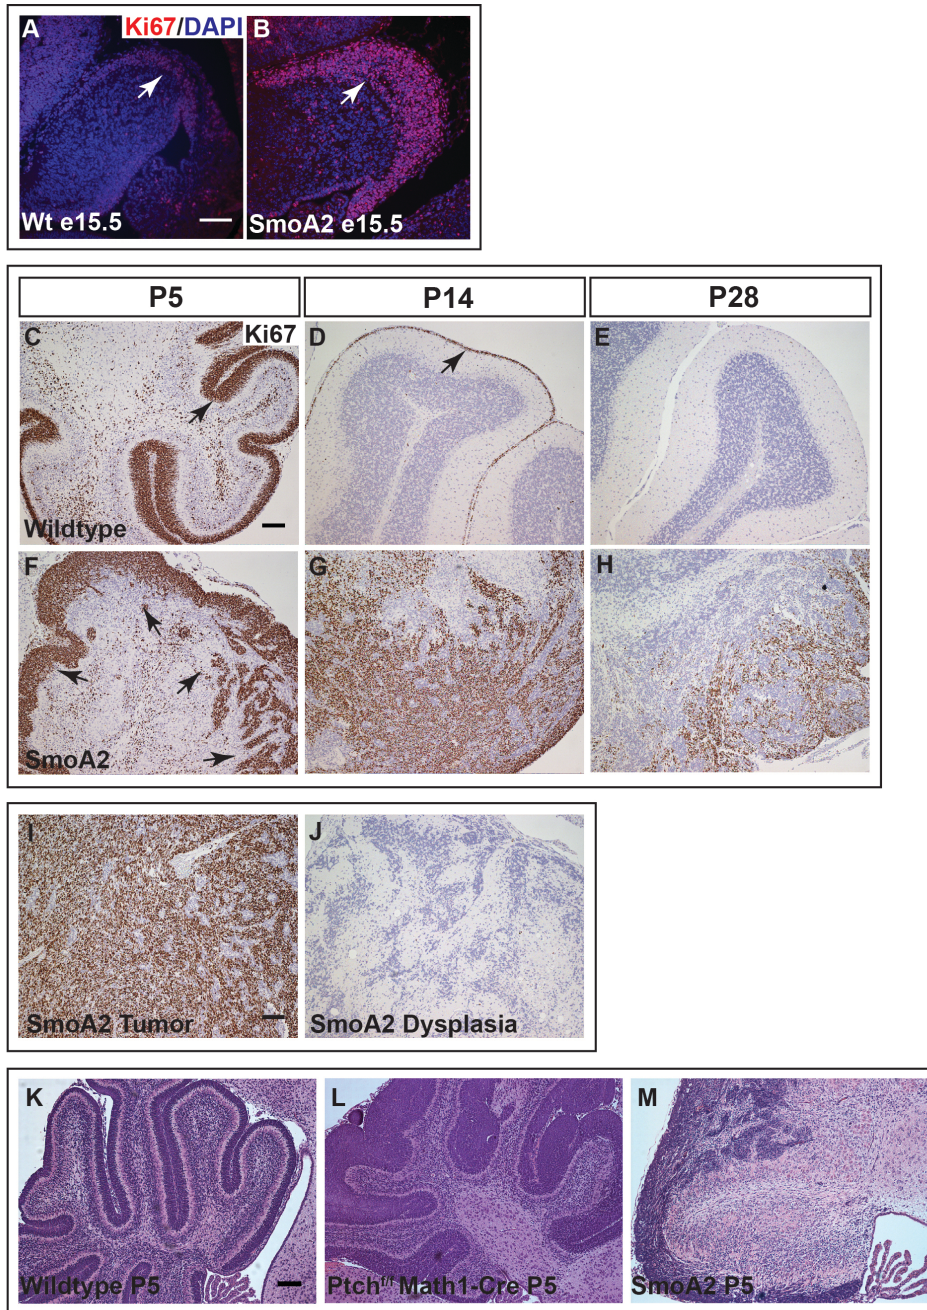 A Ki67/DAPI B
Wt e15.5 SmoA2 e15.5
P5 P14 P28
C Ki67 D E
Wildtype
F G H
SmoA2
I J
SmoA2 Tumor SmoA2 Dysplasia
K L M
Wildtype P5 Ptch^f/f Math1-Cre P5 SmoA2 P5